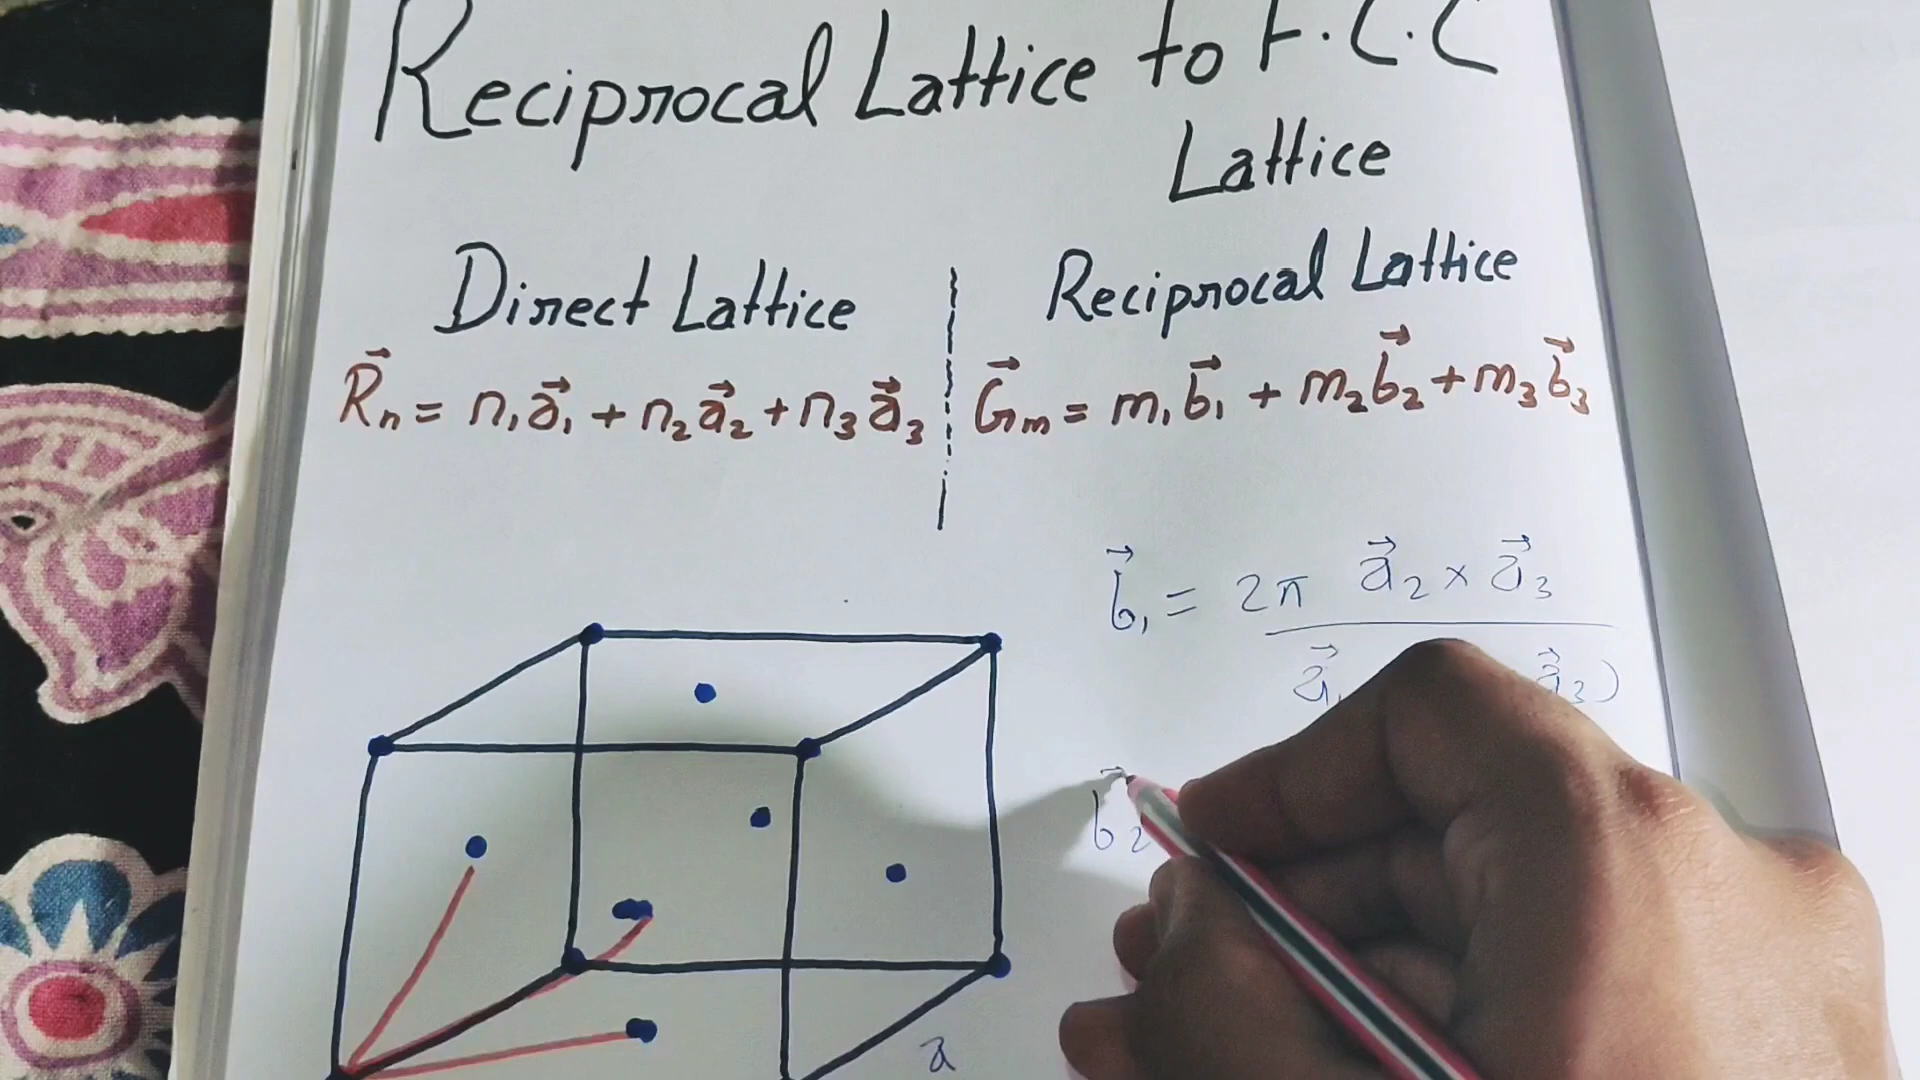 Reciprocal Lattice to F.C.C
Lattice
Direct Lattice
Reciprocal Lattice
R⃗n = n₁a⃗₁ + n₂a⃗₂ + n₃a⃗₃
G⃗m = m₁b⃗₁ + m₂b⃗₂ + m₃b⃗₃
b⃗₁ = 2π a⃗₂ × a⃗₃
a⃗₁ a⃗₃)
b⃗₂
a